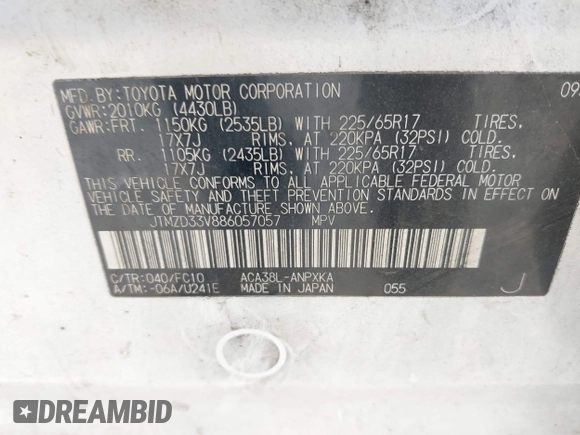 MFD.BY:TOYOTA MOTOR CORPORATION 09
GVWR:2010KG (4430LB)
GAWR:FRT. 1150KG (2535LB) WITH 225/65R17 TIRES,
17X7J RIMS, AT 220KPA (32PSI) COLD.
RR. 1105KG (2435LB) WITH 225/65R17 TIRES,
17X7J RIMS, AT 220KPA (32PSI) COLD.
THIS VEHICLE CONFORMS TO ALL APPLICABLE FEDERAL MOTOR
VEHICLE SAFETY AND THEFT PREVENTION STANDARDS IN EFFECT ON
THE DATE OF MANUFACTURE SHOWN ABOVE.
JTMZD33V886057057 MPV
C/TR:040/FC10 ACA38L-ANPXKA
A/TM:-06A/U241E MADE IN JAPAN 055 J
DREAMBID